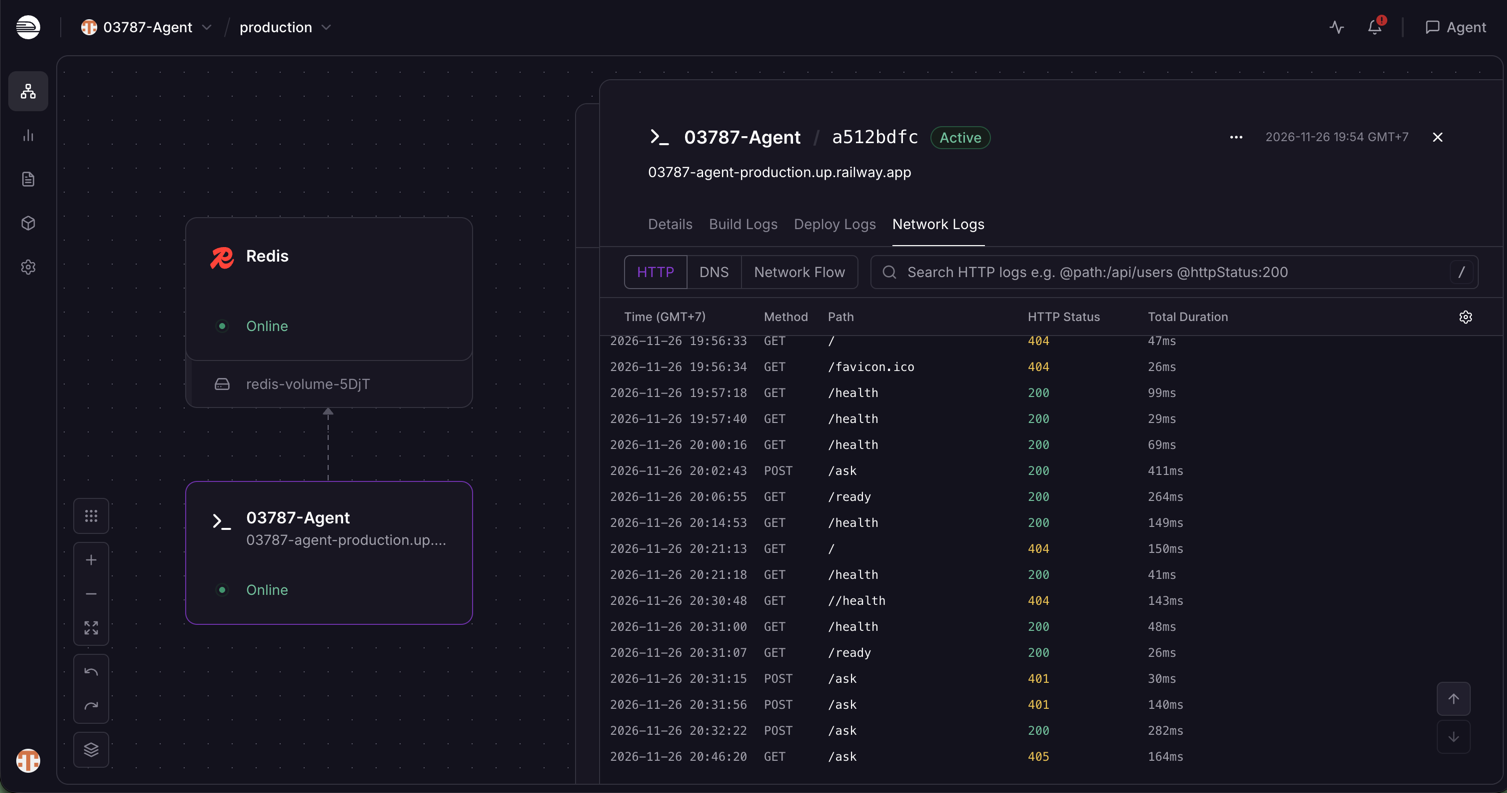 03787-Agent / production
! Agent
Redis
Online
redis-volume-5DjT
03787-Agent
03787-agent-production.up....
Online
03787-Agent / a512bdfc Active ... 2026-11-26 19:54 GMT+7
03787-agent-production.up.railway.app
Details Build Logs Deploy Logs Network Logs
HTTP DNS Network Flow Search HTTP logs e.g. @path:/api/users @httpStatus:200 /
Time (GMT+7) Method Path HTTP Status Total Duration
2026-11-26 19:56:33 GET / 404 47ms
2026-11-26 19:56:34 GET /favicon.ico 404 26ms
2026-11-26 19:57:18 GET /health 200 99ms
2026-11-26 19:57:40 GET /health 200 29ms
2026-11-26 20:00:16 GET /health 200 69ms
2026-11-26 20:02:43 POST /ask 200 411ms
2026-11-26 20:06:55 GET /ready 200 264ms
2026-11-26 20:14:53 GET /health 200 149ms
2026-11-26 20:21:13 GET / 404 150ms
2026-11-26 20:21:18 GET /health 200 41ms
2026-11-26 20:30:48 GET //health 404 143ms
2026-11-26 20:31:00 GET /health 200 48ms
2026-11-26 20:31:07 GET /ready 200 26ms
2026-11-26 20:31:15 POST /ask 401 30ms
2026-11-26 20:31:56 POST /ask 401 140ms
2026-11-26 20:32:22 POST /ask 200 282ms
2026-11-26 20:46:20 GET /ask 405 164ms